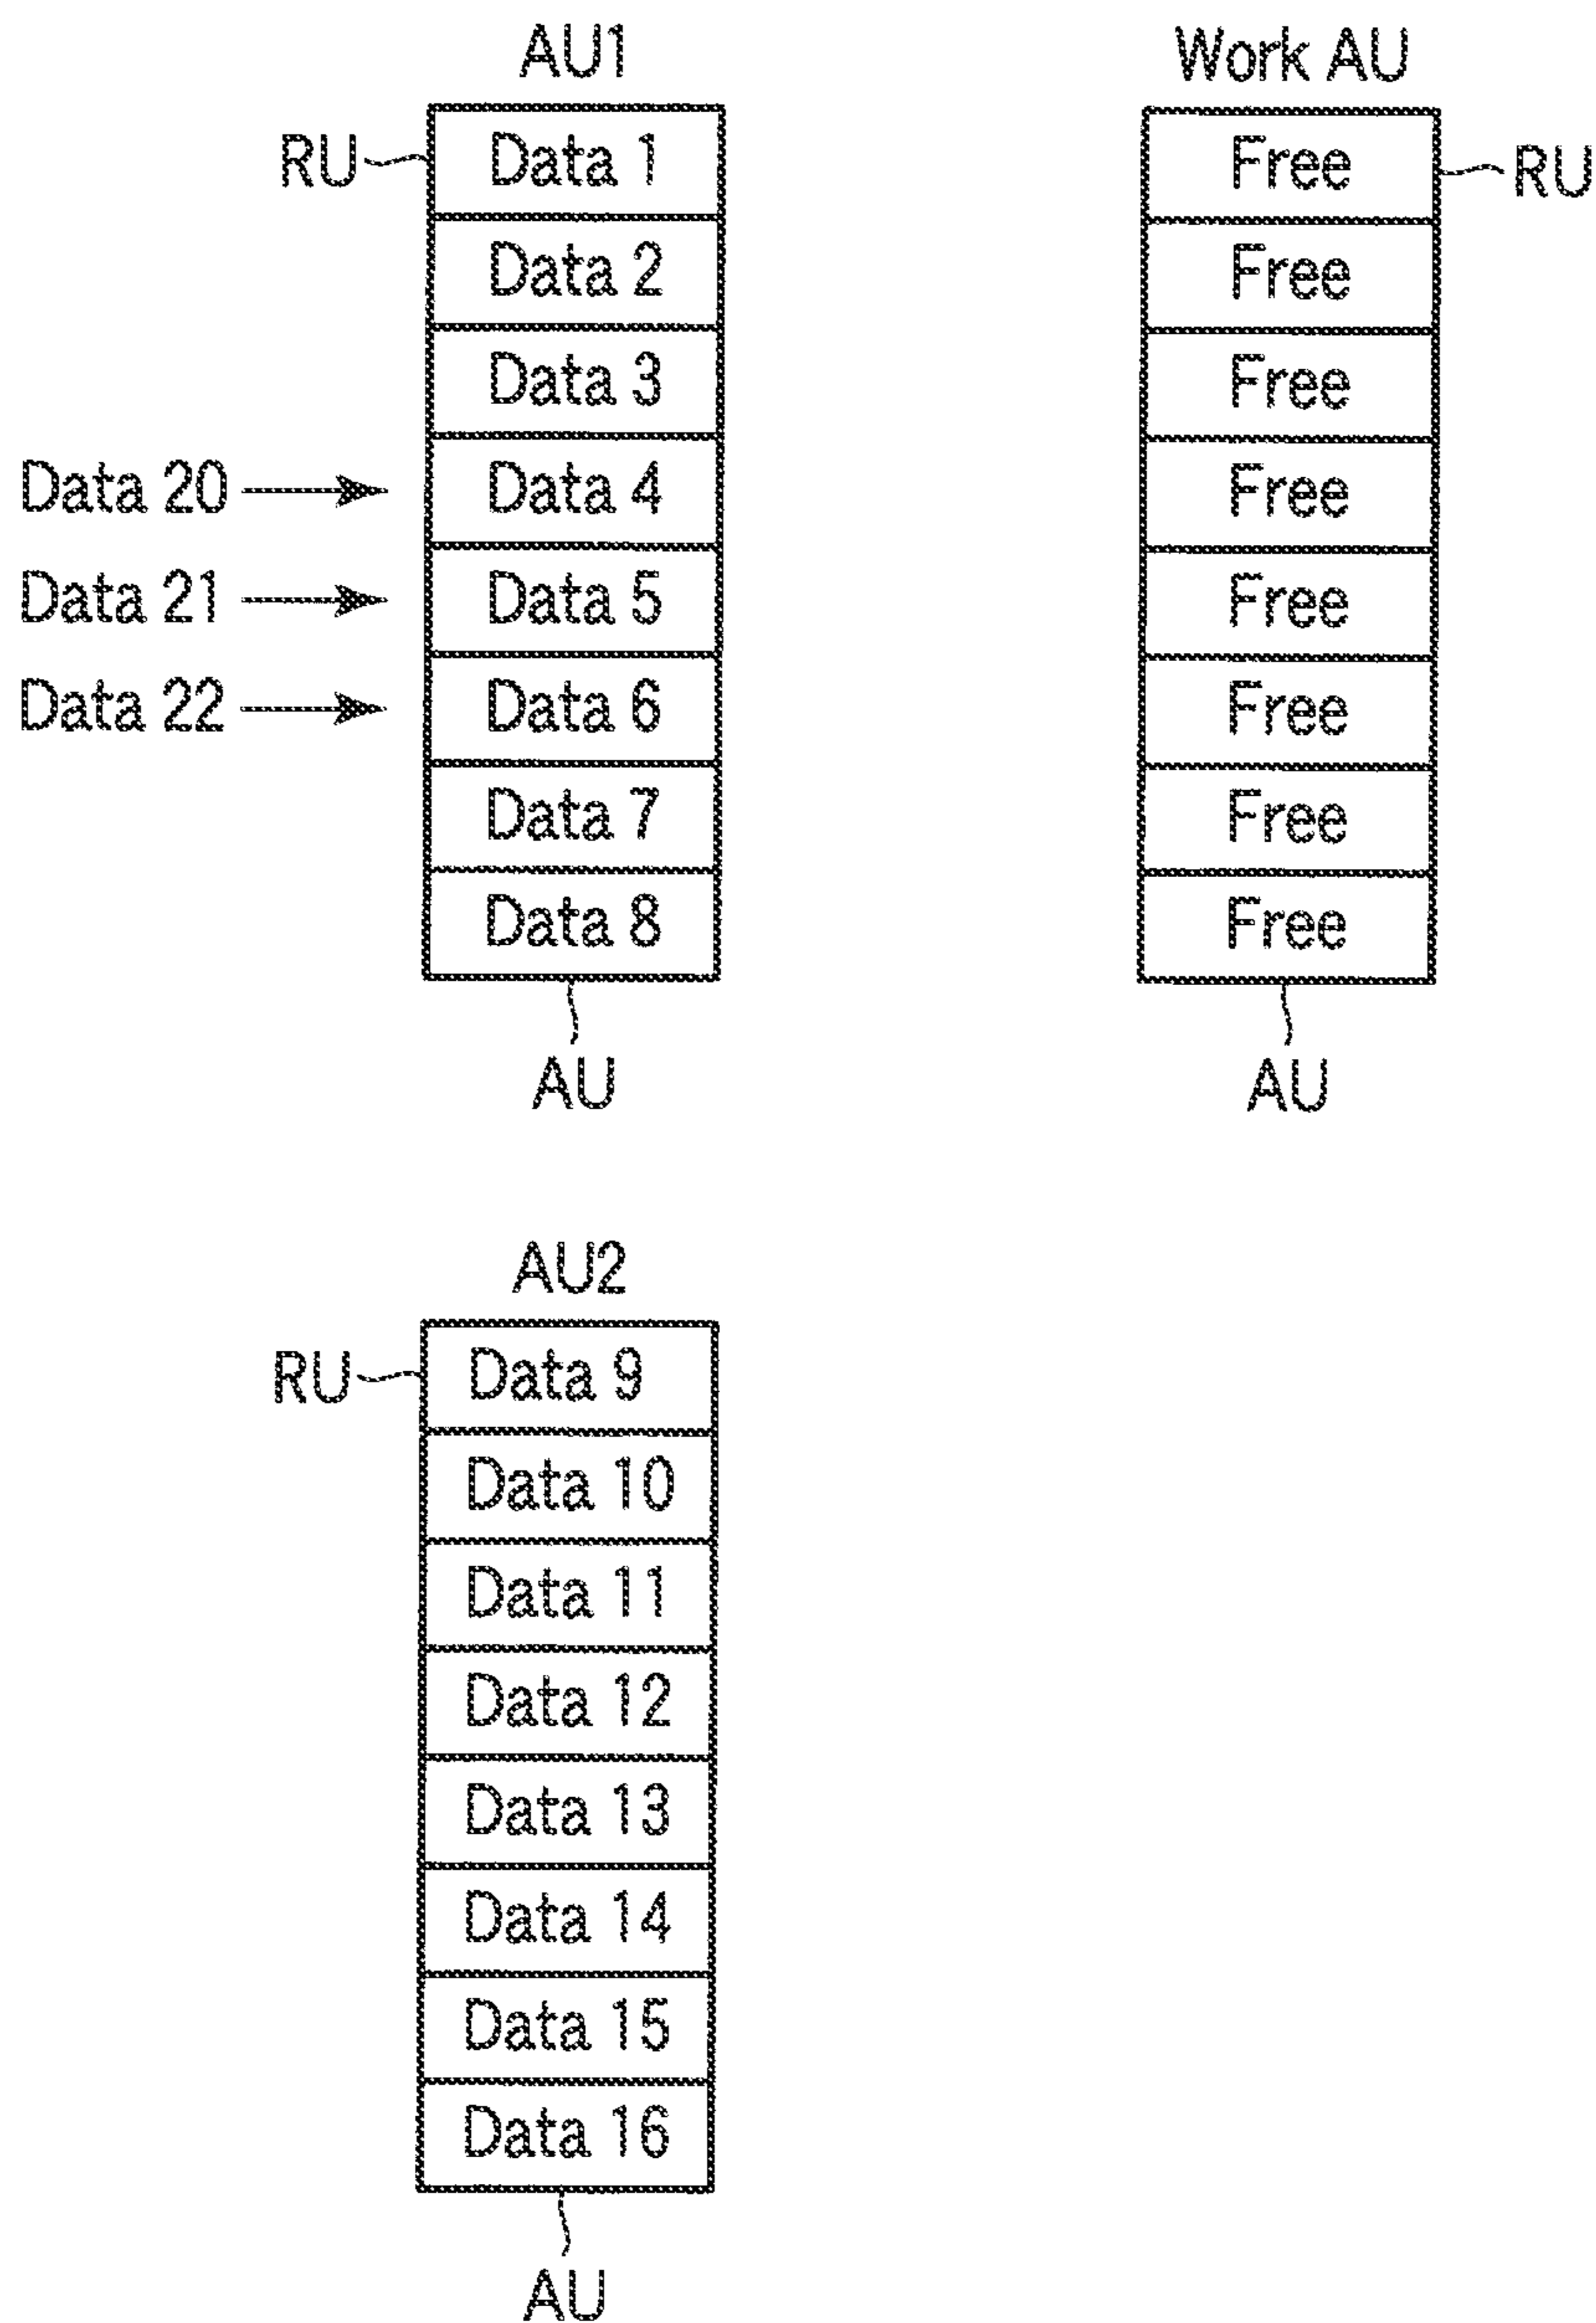 AU1
RU
Data 1
Data 2
Data 3
Data 20
Data 4
Data 21
Data 5
Data 22
Data 6
Data 7
Data 8
AU
Work AU
Free
RU
Free
Free
Free
Free
Free
Free
Free
AU
AU2
RU
Data 9
Data 10
Data 11
Data 12
Data 13
Data 14
Data 15
Data 16
AU